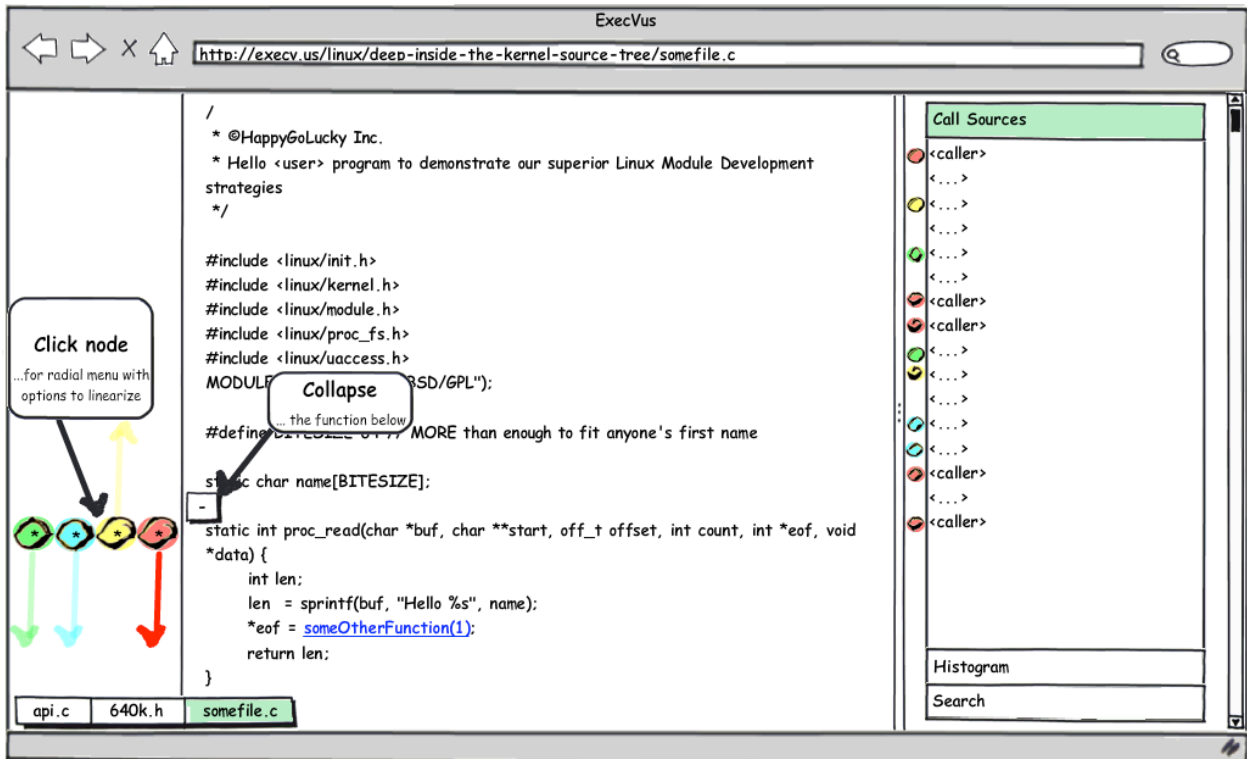 ExecVus
http://execv.us/linux/deep-inside-the-kernel-source-tree/somefile.c
/
* ©HappyGoLucky Inc.
* Hello <user> program to demonstrate our superior Linux Module Development
strategies
*/
#include <linux/init.h>
#include <linux/kernel.h>
#include <linux/module.h>
#include <linux/proc_fs.h>
#include <linux/uaccess.h>
BSD/GPL");
#define BITESIZE // MORE than enough to fit anyone's first name
static char name[BITESIZE];
-
static int proc_read(char *buf, char **start, off_t offset, int count, int *eof, void
*data) {
int len;
len = sprintf(buf, "Hello %s", name);
*eof = someOtherFunction(1);
return len;
}
Click node
...for radial menu with
options to linearize
Collapse
... the function below
* * * *
api.c
640k.h
somefile.c
Call Sources
<caller>
<...>
<...>
<...>
<...>
<...>
<caller>
<caller>
<...>
<...>
<...>
<...>
<...>
<caller>
<...>
<caller>
Histogram
Search